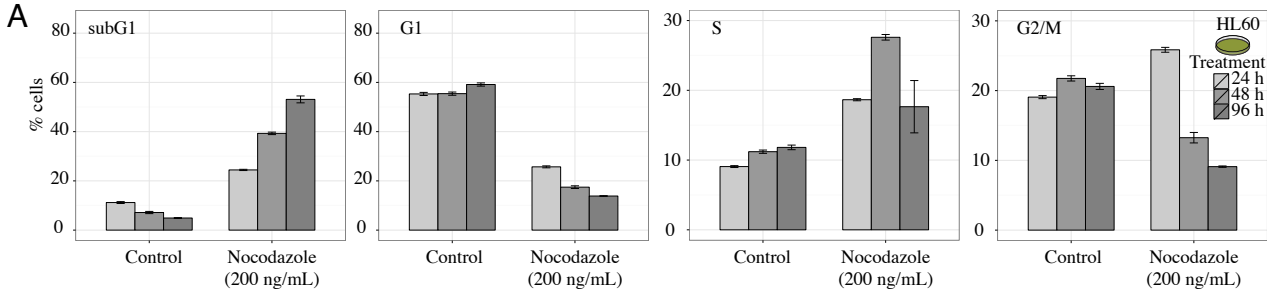 A
subG1
G1
S
G2/M
HL60
Treatment
24 h
48 h
96 h
% cells
80
60
40
20
0
80
60
40
20
0
30
20
10
0
30
20
10
0
Control
Nocodazole
(200 ng/mL)
Control
Nocodazole
(200 ng/mL)
Control
Nocodazole
(200 ng/mL)
Control
Nocodazole
(200 ng/mL)